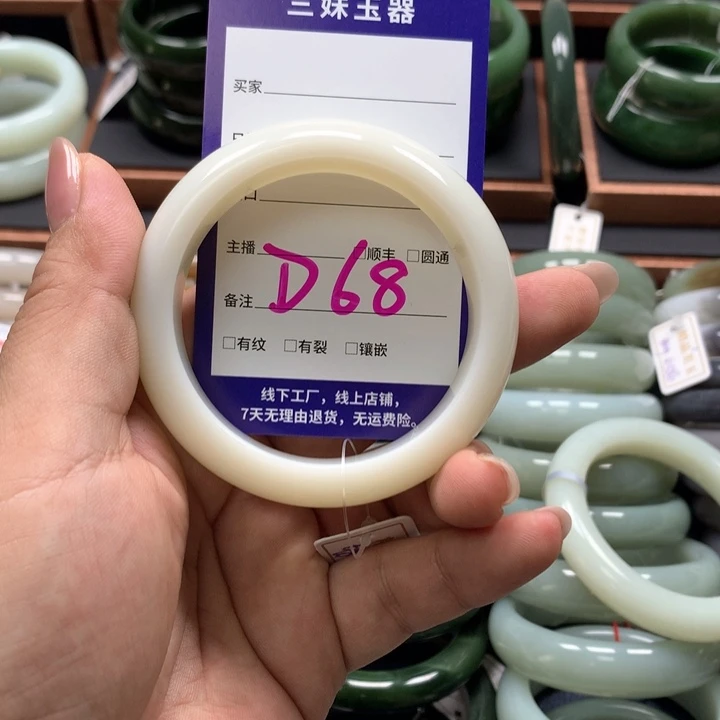 三妹玉器
买家
主播 □顺丰 □圆通
D68
备注
□有纹 □有裂 □镶嵌
线下工厂，线上店铺，
7天无理由退货，无运费险。